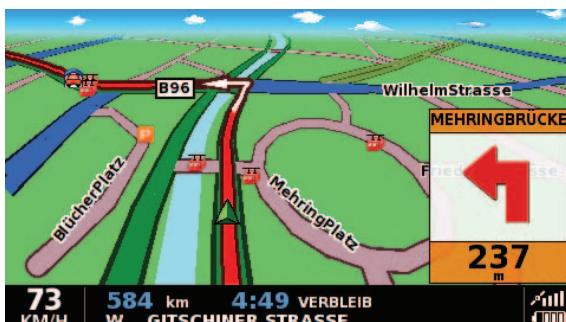 B96
WilhelmStrasse
MEHRINGBRÜCKE
P
BlücherPlatz
MehringPlatz
237
m
73
KM/H
584 km 4:49 VERBLEIB
W GITSCHINER STRASSE